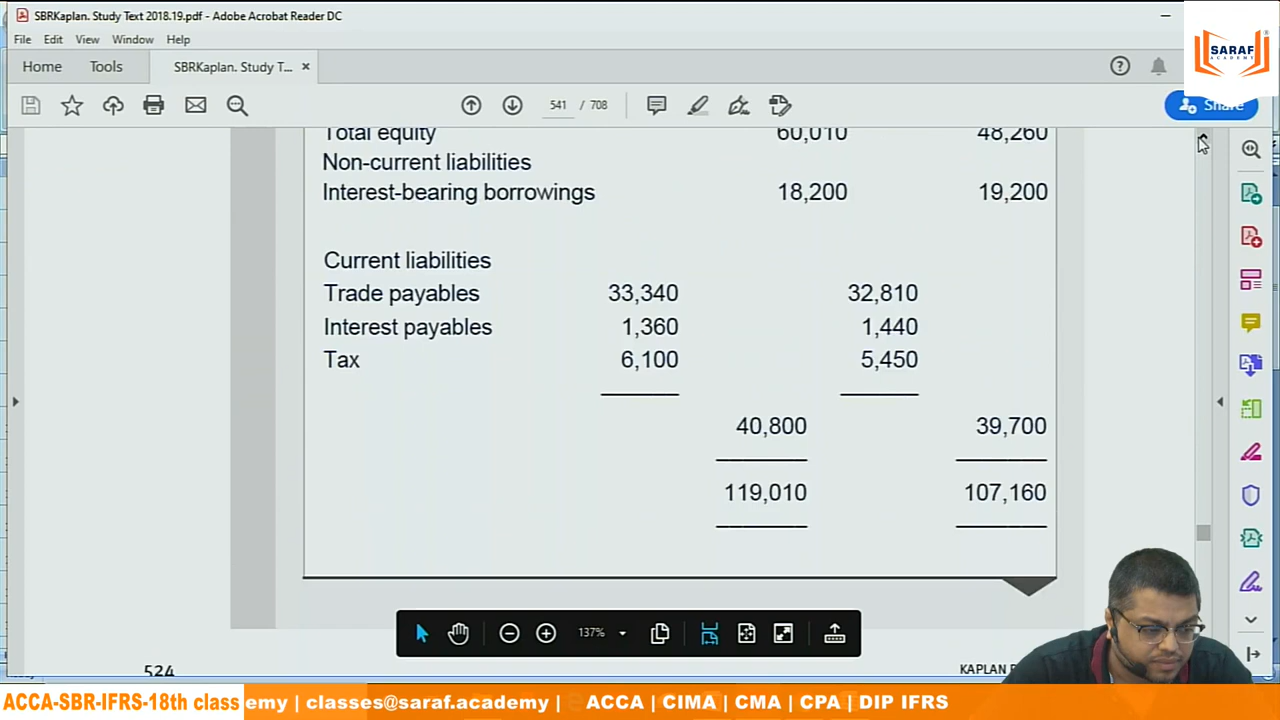 SBRKaplan. Study Text 2018.19.pdf - Adobe Acrobat Reader DC
File Edit View Window Help
Home Tools SBRKaplan. Study T... ×
541 / 708
Share
SARAF
ACADEMY
Total equity 60,010 48,260
Non-current liabilities
Interest-bearing borrowings 18,200 19,200
Current liabilities
Trade payables 33,340 32,810
Interest payables 1,360 1,440
Tax 6,100 5,450
40,800 39,700
119,010 107,160
137%
524 KAPLAN
ACCA-SBR-IFRS-18th class emy | classes@saraf.academy | ACCA | CIMA | CMA | CPA | DIP IFRS